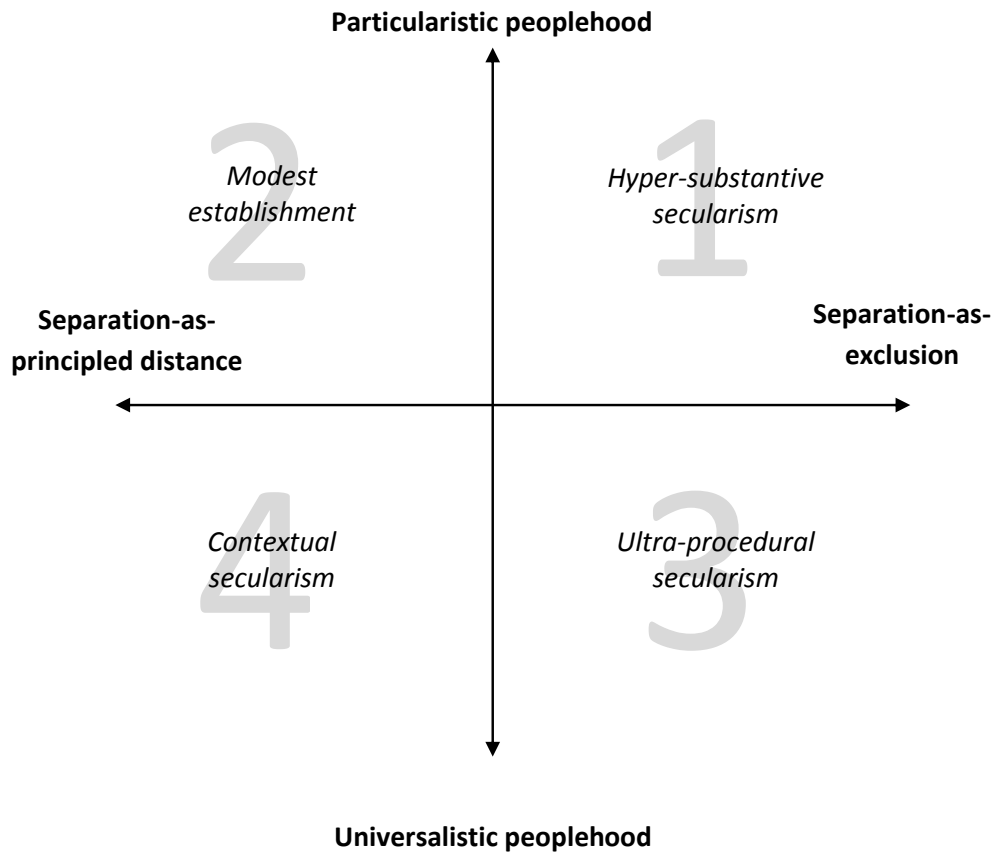 Particularistic peoplehood
2
Modest
establishment
1
Hyper-substantive
secularism
Separation-as-
principled distance
Separation-as-
exclusion
4
Contextual
secularism
3
Ultra-procedural
secularism
Universalistic peoplehood